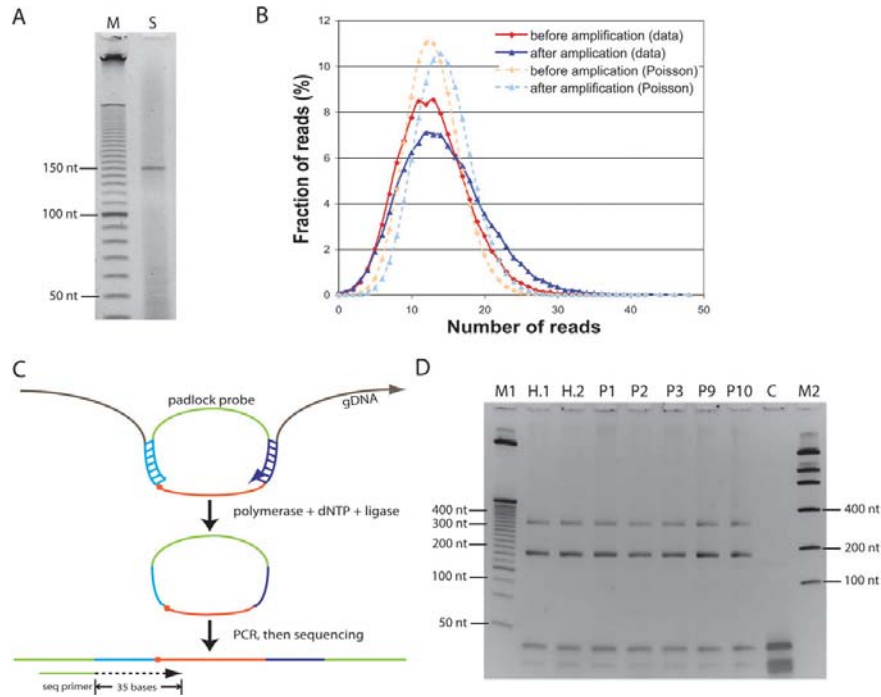 A
M S
150 nt
100 nt
50 nt
B
Fraction of reads (%)
12
10
8
6
4
2
0
0 10 20 30 40 50
Number of reads
before amplification (data)
after amplication (data)
before amplication (Poisson)
after amplification (Poisson)
C
padlock probe
gDNA
polymerase + dNTP + ligase
PCR, then sequencing
seq primer
35 bases
D
M1 H.1 H.2 P1 P2 P3 P9 P10 C M2
400 nt
300 nt
200 nt
100 nt
50 nt
400 nt
200 nt
100 nt